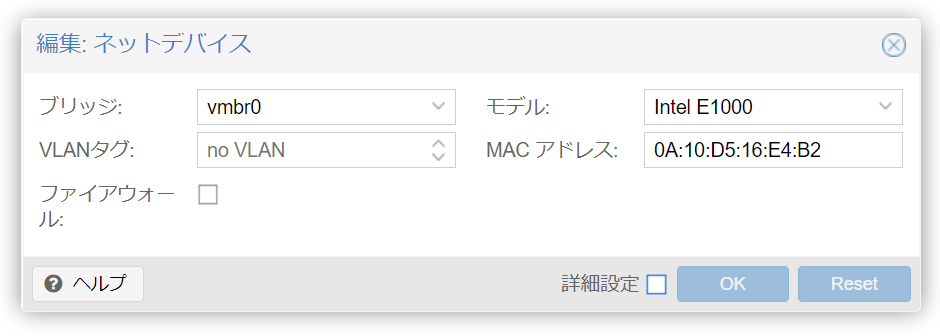 編集: ネットデバイス
ブリッジ: vmbr0 モデル: Intel E1000
VLANタグ: no VLAN MAC アドレス: 0A:10:D5:16:E4:B2
ファイアウォー
ル:
ヘルプ 詳細設定 OK Reset